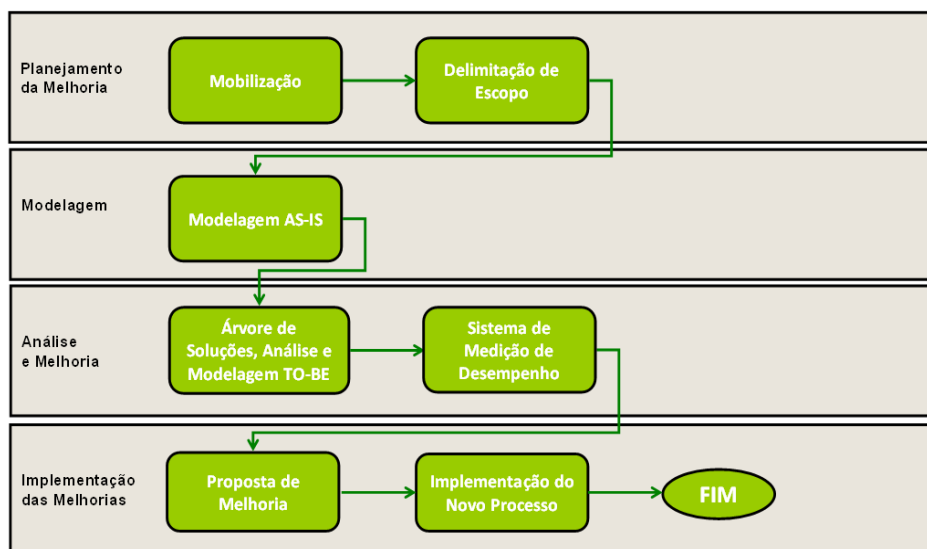 Planejamento
da Melhoria
Mobilização
Delimitação de
Escopo
Modelagem
Modelagem AS-IS
Análise
e Melhoria
Árvore de
Soluções, Análise e
Modelagem TO-BE
Sistema de
Medição de
Desempenho
Implementação
das Melhorias
Proposta de
Melhoria
Implementação do
Novo Processo
FIM